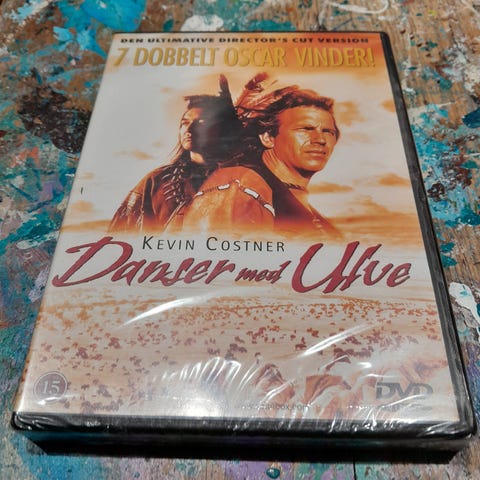 DEN ULTIMATIVE DIRECTOR'S CUT VERSION
7 DOBBELT OSCAR VINDER!
KEVIN COSTNER
Danser med Ulve
15
DVD